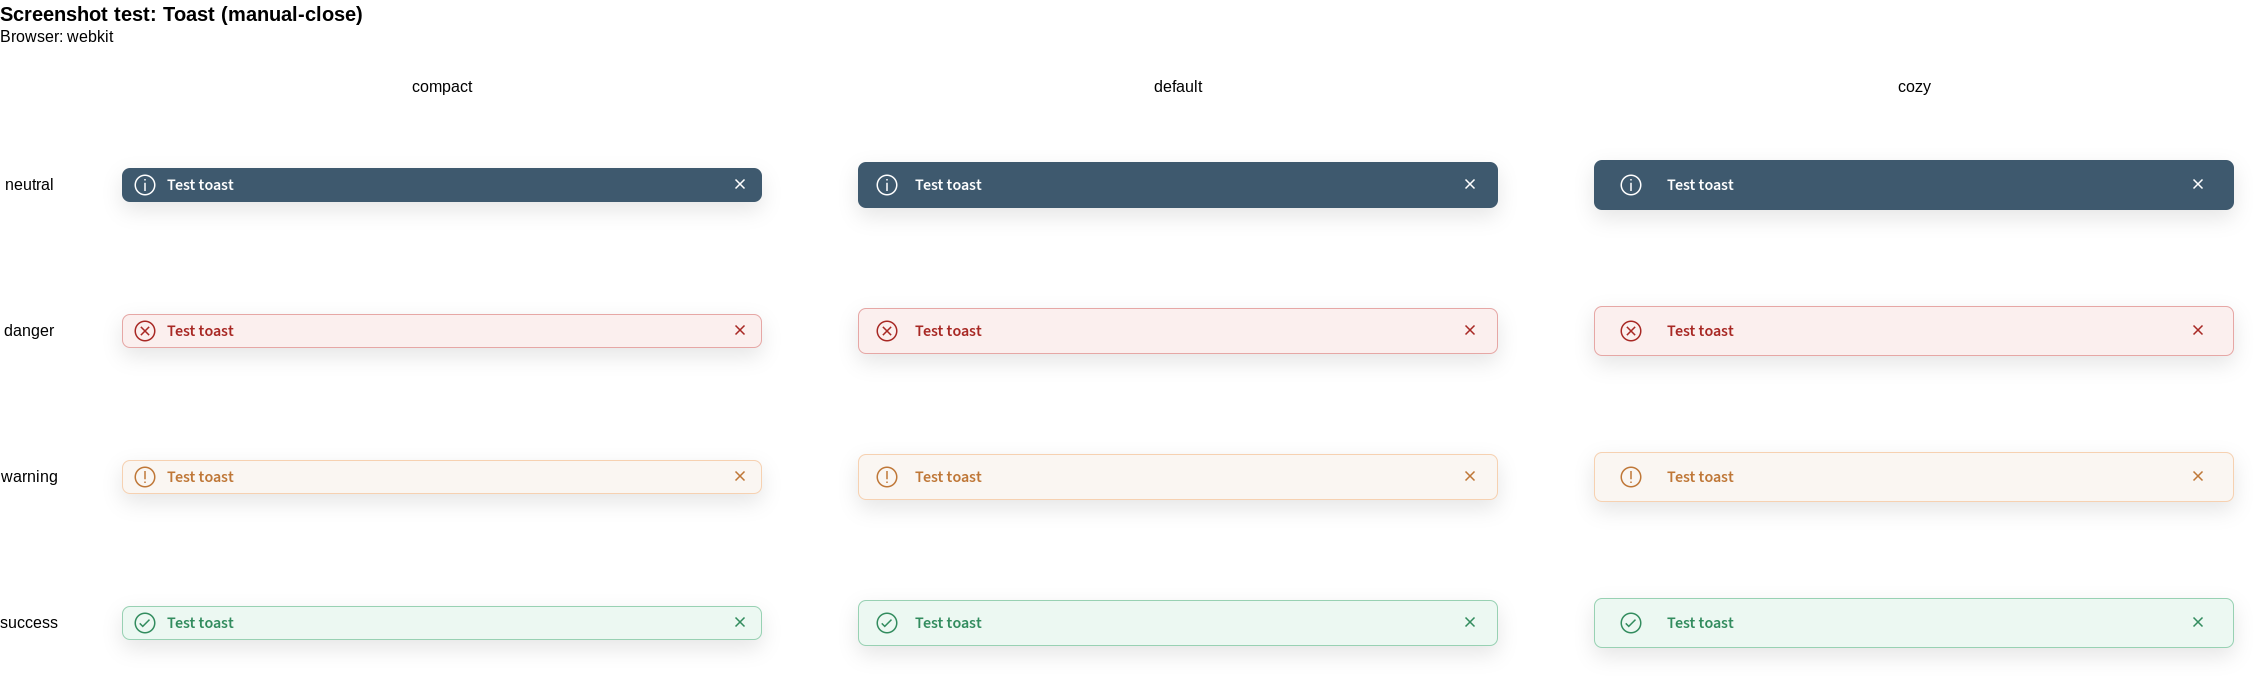 Screenshot test: Toast (manual-close)
Browser: webkit
compact default cozy
neutral Test toast Test toast Test toast
danger Test toast Test toast Test toast
warning Test toast Test toast Test toast
success Test toast Test toast Test toast